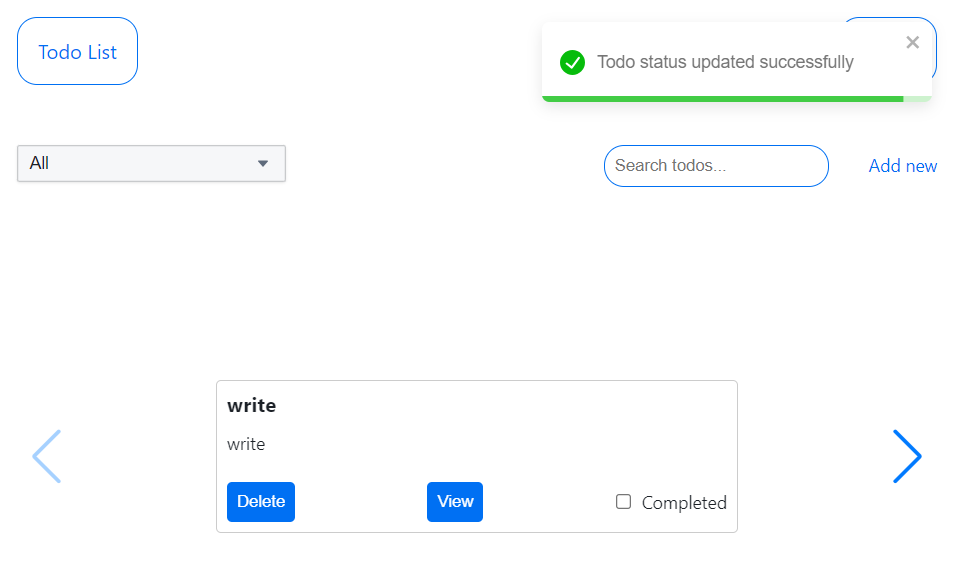 Todo List
Todo status updated successfully
All
Search todos...
Add new
write
write
Delete
View
Completed